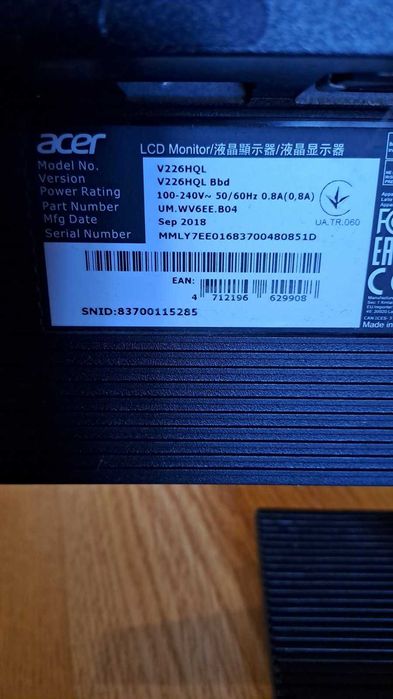 acer LCD Monitor/液晶顯示器/液晶显示器
Model No. V226HQL
Version V226HQL Bbd
Power Rating 100-240V~ 50/60Hz 0.8A(0,8A)
Part Number UM.WV6EE.B04
Mfg Date Sep 2018
Serial Number MMLY7EE01683700480851D
UA.TR.060
EAN:
4 712196 629908
SNID:83700115285
Made in